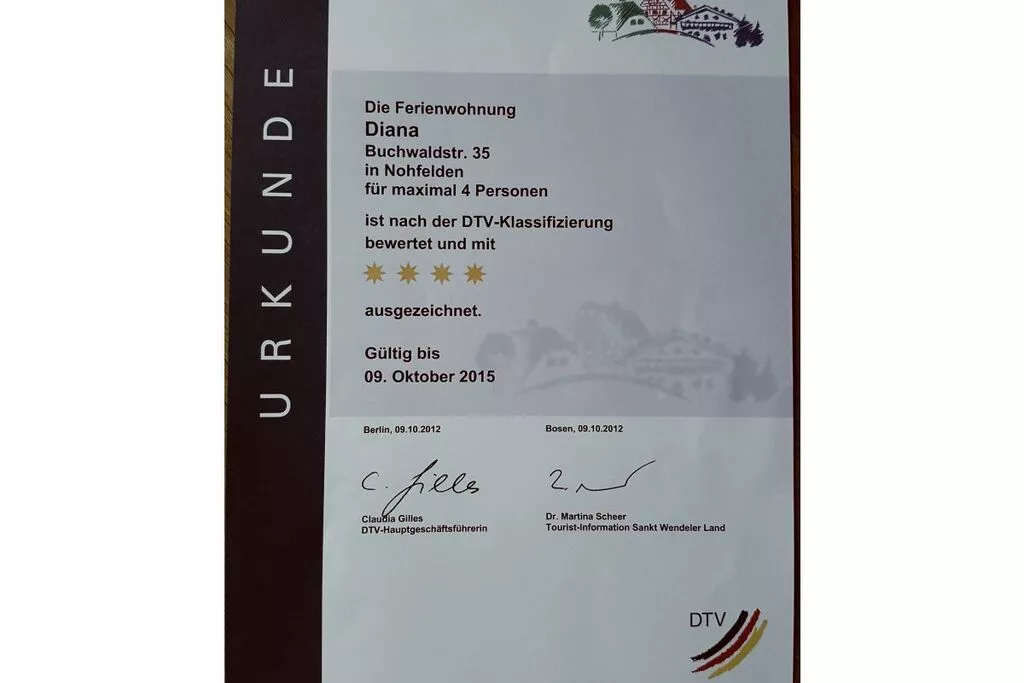 URKUNDE
Die Ferienwohnung
Diana
Buchwaldstr. 35
in Nohfelden
für maximal 4 Personen
ist nach der DTV-Klassifizierung
bewertet und mit
ausgezeichnet.
Gültig bis
09. Oktober 2015
Berlin, 09.10.2012
Bosen, 09.10.2012
C. Gilles
Claudia Gilles
DTV-Hauptgeschäftsführerin
Dr. Martina Scheer
Tourist-Information Sankt Wendeler Land
DTV